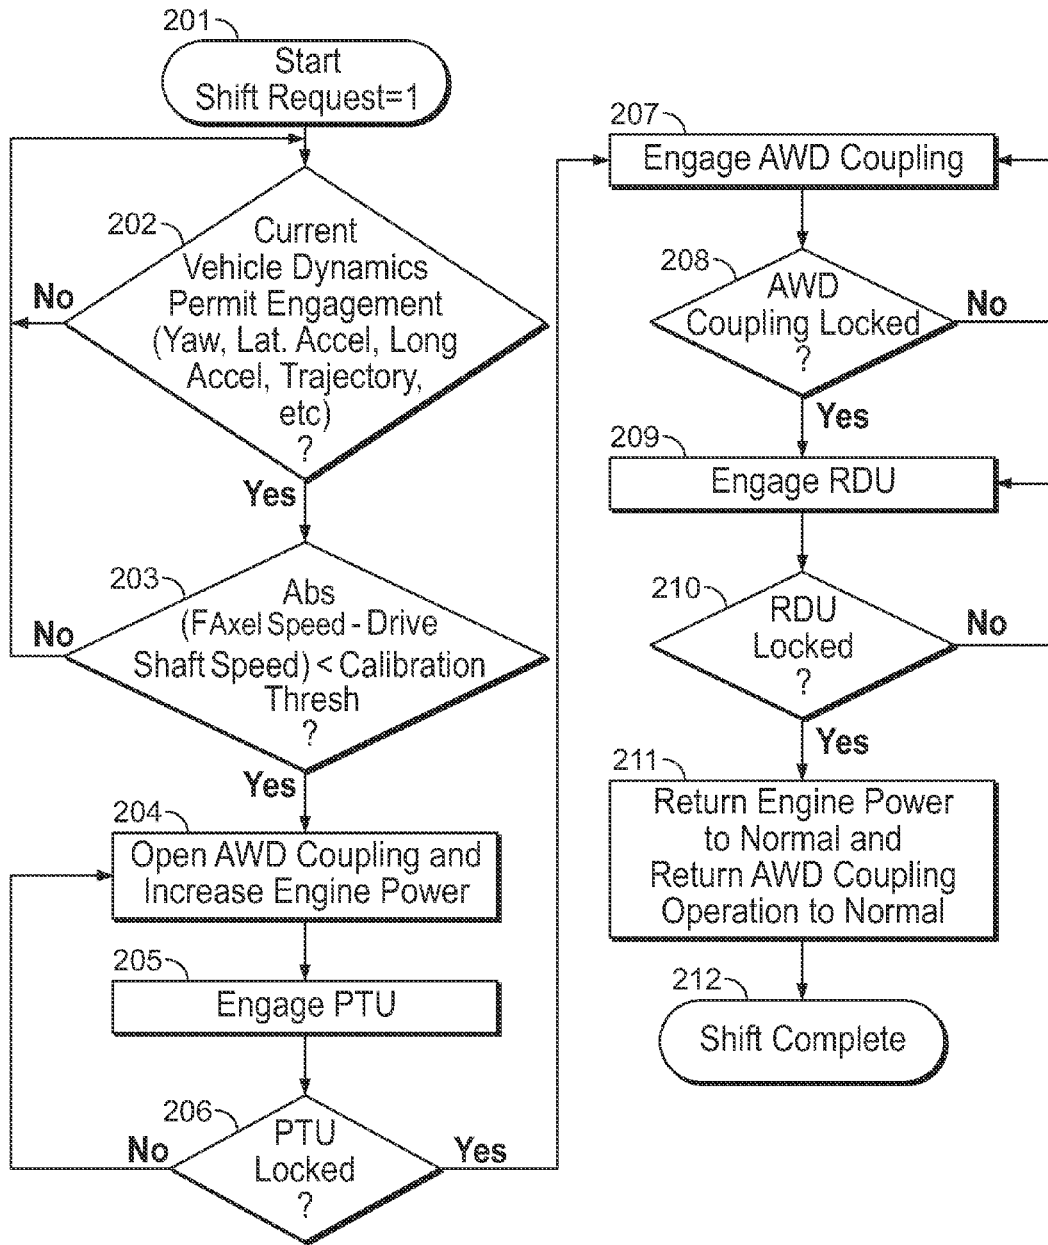 201
Start
Shift Request=1
202
Current
Vehicle Dynamics
Permit Engagement
(Yaw, Lat. Accel, Long
Accel, Trajectory,
etc)
?
No
Yes
203
Abs
(FAxel Speed - Drive
Shaft Speed) < Calibration
Thresh
?
No
Yes
204
Open AWD Coupling and
Increase Engine Power
205
Engage PTU
206
PTU
Locked
?
No
Yes
207
Engage AWD Coupling
208
AWD
Coupling Locked
?
No
Yes
209
Engage RDU
210
RDU
Locked
?
No
Yes
211
Return Engine Power
to Normal and
Return AWD Coupling
Operation to Normal
212
Shift Complete